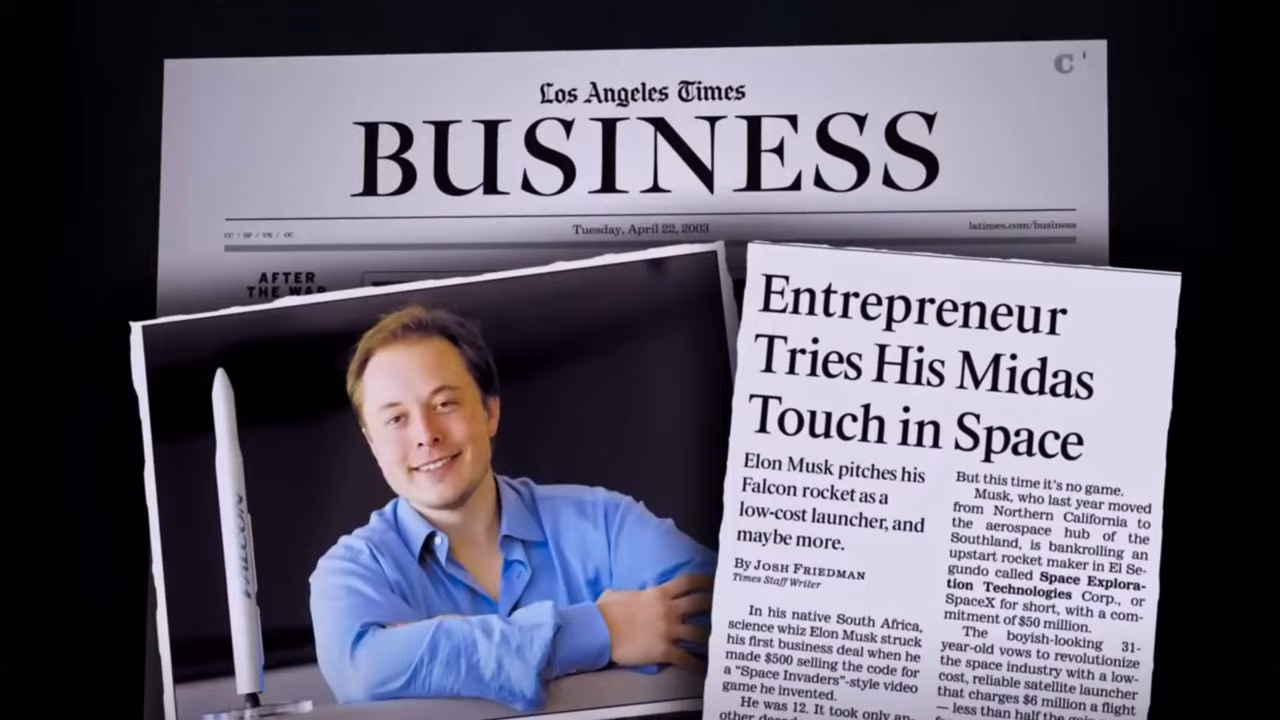 C
Los Angeles Times
BUSINESS
CC / SF / VN / OC
Tuesday, April 22, 2003
latimes.com/business
AFTER
THE WAR
FALCON
Entrepreneur
Tries His Midas
Touch in Space
Elon Musk pitches his
Falcon rocket as a
low-cost launcher, and
maybe more.
By JOSH FRIEDMAN
Times Staff Writer
In his native South Africa,
science whiz Elon Musk struck
his first business deal when he
made $500 selling the code for
a “Space Invaders”-style video
game he invented.
He was 12. It took only an-
But this time it's no game.
Musk, who last year moved
from Northern California to
the aerospace hub of the
Southland, is bankrolling an
upstart rocket maker in El Se-
gundo called Space Explora-
tion Technologies Corp., or
SpaceX for short, with a com-
mitment of $50 million.
The boyish-looking 31-
year-old vows to revolutionize
the space industry with a low-
cost, reliable satellite launcher
that charges $6 million a flight
— less than half the